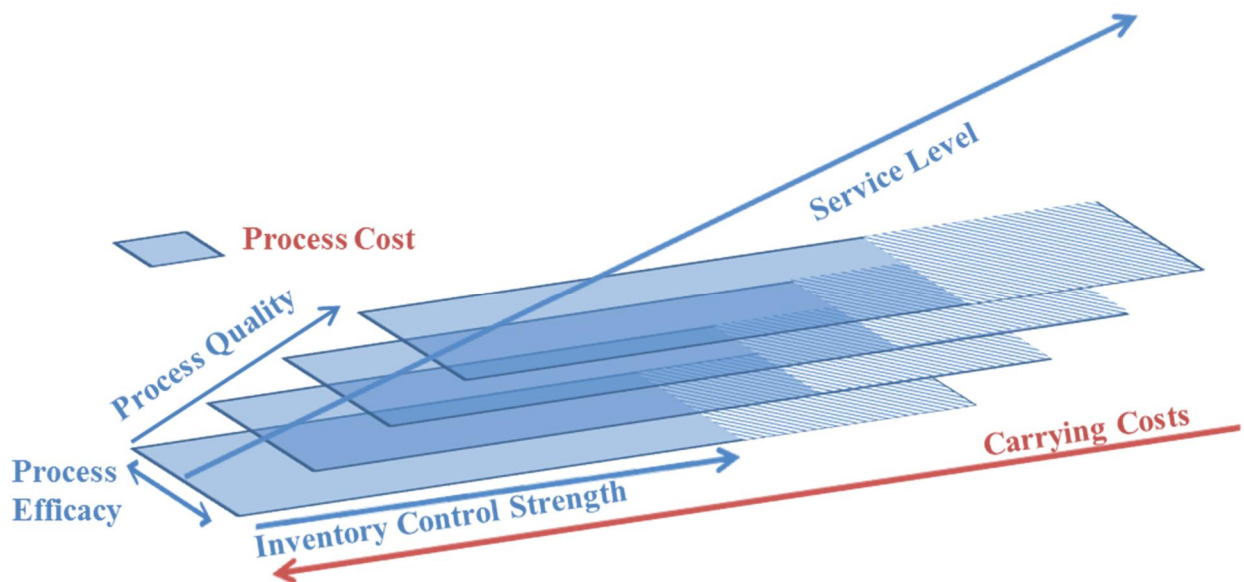 Service Level
Process Cost
Process Quality
Carrying Costs
Process
Efficacy
Inventory Control Strength